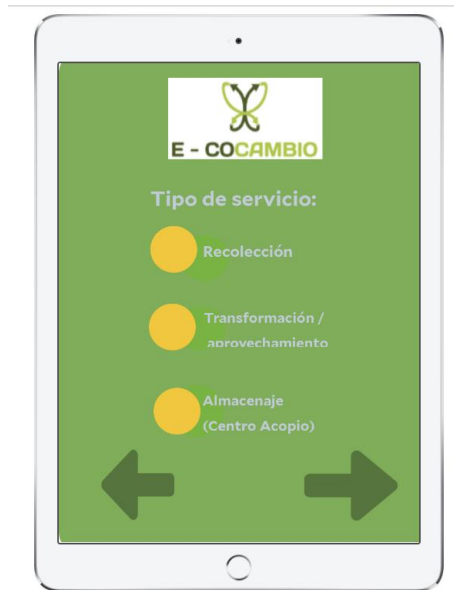 E - COCAMBIO
Tipo de servicio:
Recolección
Transformación /
aprovechamiento
Almacenaje
(Centro Acopio)